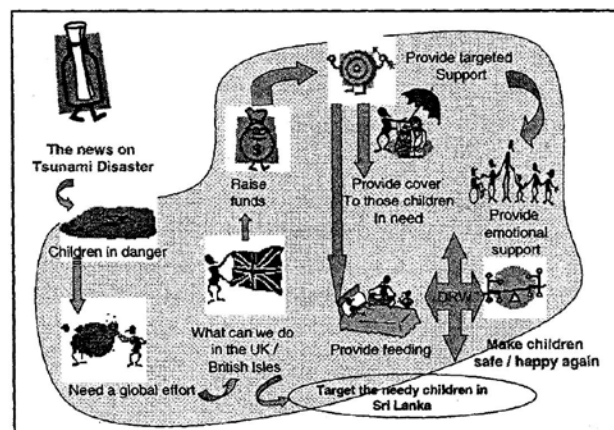 The news on
Tsunami Disaster
Children in danger
Need a global effort
What can we do
in the UK /
British Isles
Raise
funds
$
Provide targeted
Support
Provide cover
To those children
In need
Provide feeding
Provide
emotional
support
DRW
Make children
safe / happy again
Target the needy children in
Sri Lanka